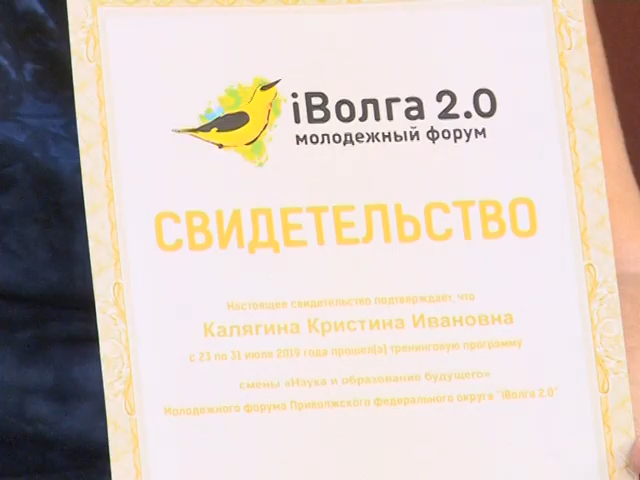 iВолга 2.0
молодежный форум
СВИДЕТЕЛЬСТВО
Настоящее свидетельство подтверждает, что
Калягина Кристина Ивановна
с 23 по 31 июля 2019 года прошел(а) тренинговую программу
смены «Наука и образование будущего»
Молодежного форума Приволжского федерального округа "iВолга 2.0"